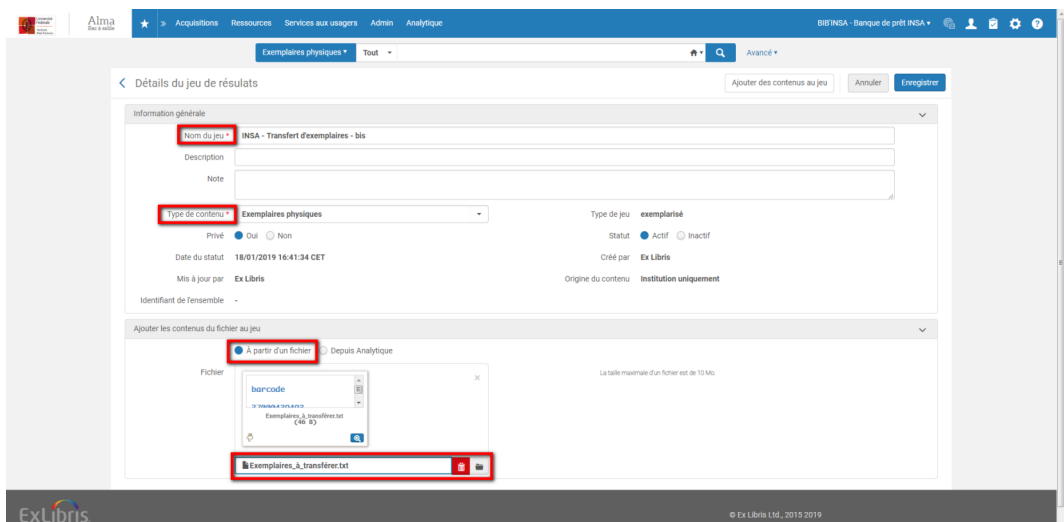 Alma
Bac à sable
» Acquisitions Ressources Services aux usagers Admin Analytique
BIB'INSA - Banque de prêt INSA
Exemplaires physiques Tout Avancé
Détails du jeu de résultats
Ajouter des contenus au jeu Annuler Enregistrer
Information générale
Nom du jeu * INSA - Transfert d'exemplaires - bis
Description
Note
Type de contenu * Exemplaires physiques Type de jeu exemplarisé
Privé Oui Non Statut Actif Inactif
Date du statut 18/01/2019 16:41:34 CET Créé par Ex Libris
Mis à jour par Ex Libris Origine du contenu Institution uniquement
Identifiant de l'ensemble -
Ajouter les contenus du fichier au jeu
À partir d'un fichier Depuis Analytique
Fichier La taille maximale d'un fichier est de 10 Mo.
barcode
Exemplaires_à_transférer.txt
(46 B)
Exemplaires_à_transférer.txt
ExLibris
© Ex Libris Ltd., 2015 2019